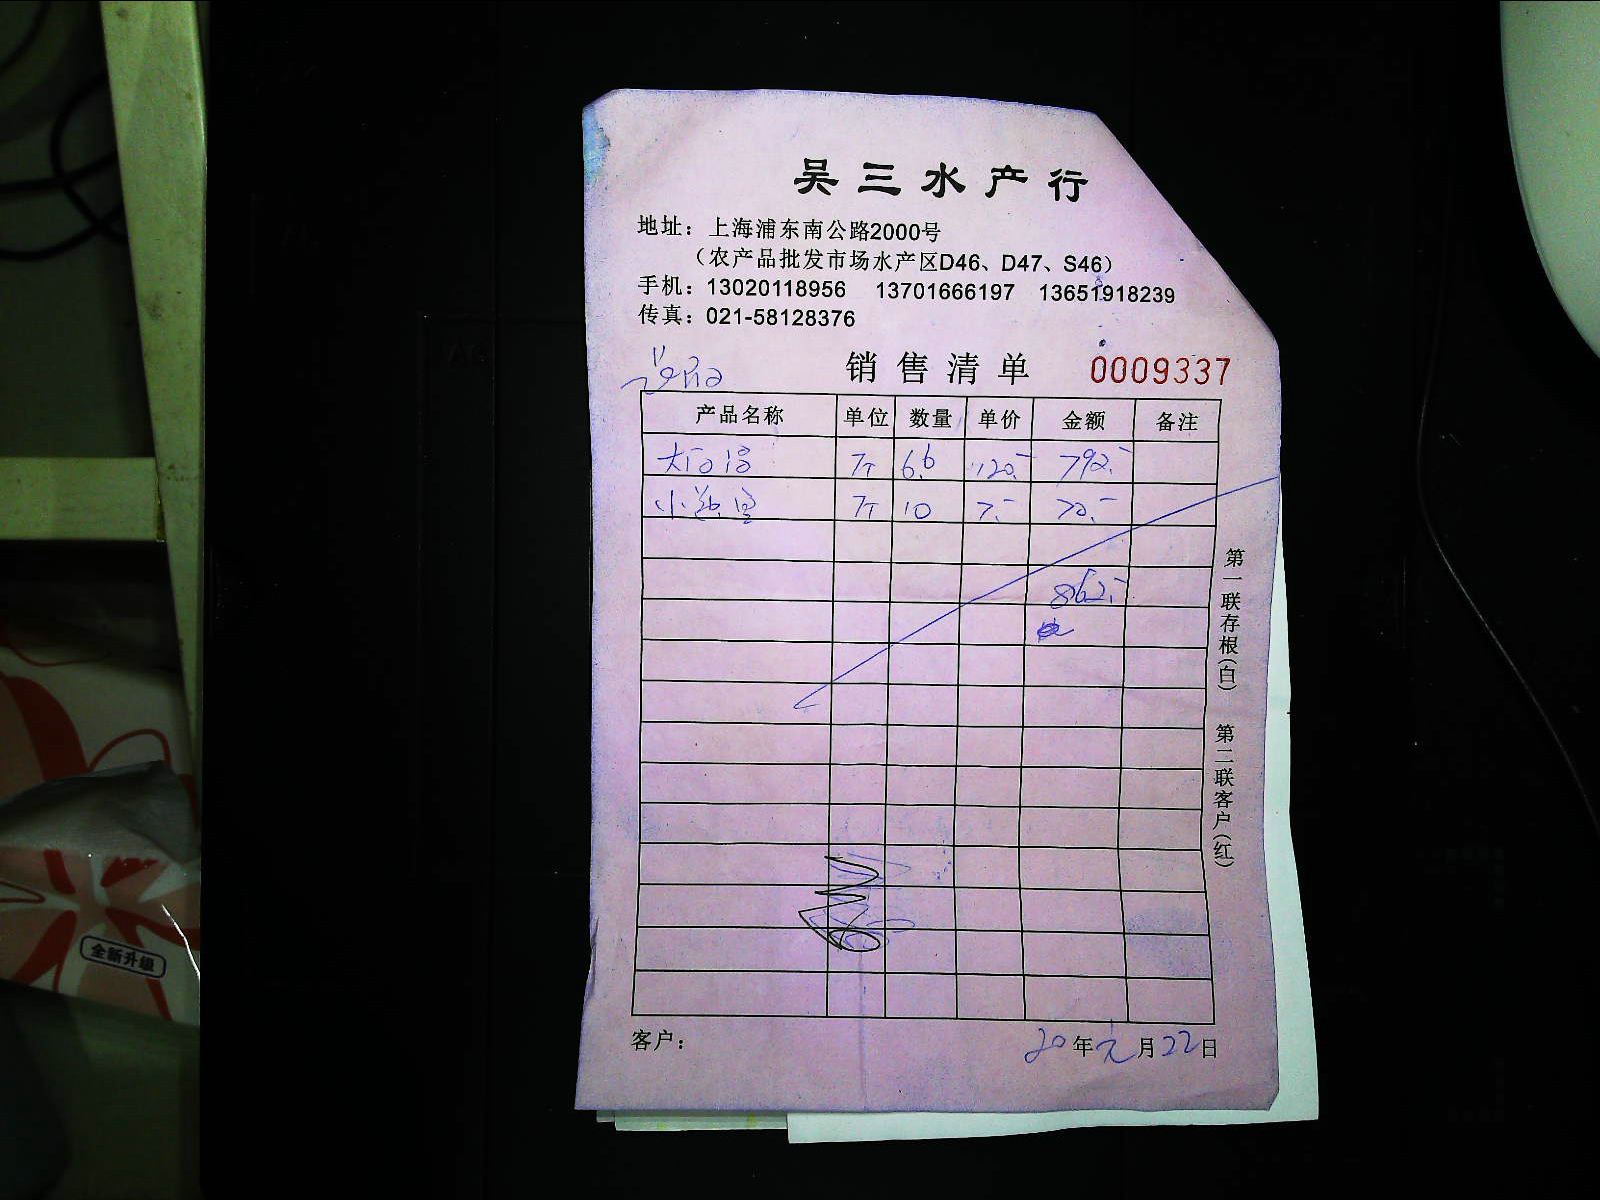 吴三水产行
地址：上海浦东南公路2000号
（农产品批发市场水产区D46、D47、S46）
手机：13020118956 13701666197 13651918239
传真：021-58128376
销售清单 0009337
产品名称 单位 数量 单价 金额 备注
6.6 120.- 792.-
小 10 7.- 70.-
862.-
第一联存根（白） 第二联客户（红）
客户： 20年元月22日
全新升级